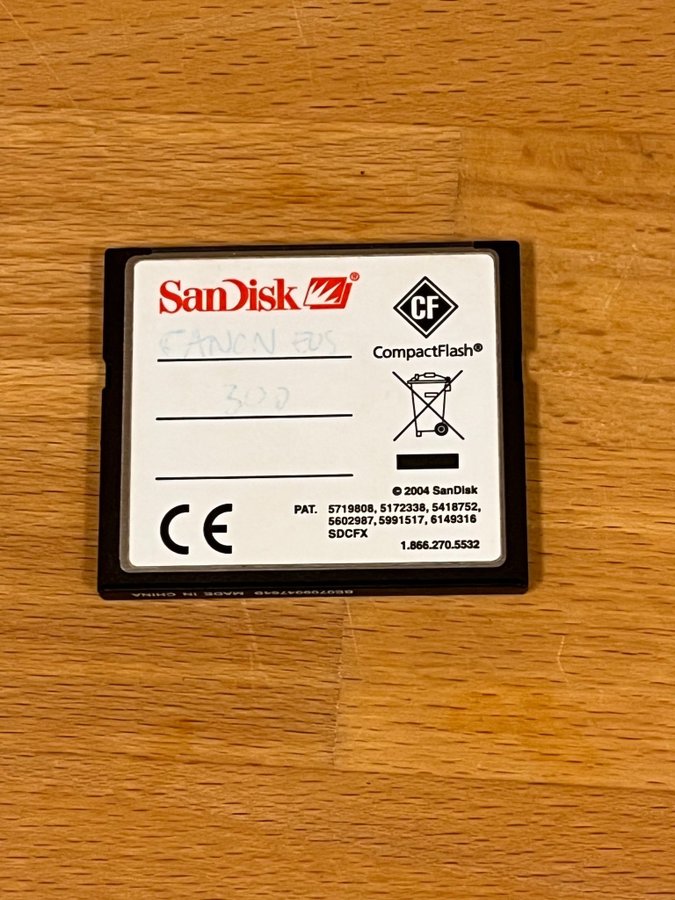 SanDisk®
CANON EOS
300
CF
CompactFlash®
© 2004 SanDisk
PAT. 5719808, 5172338, 5418752,
5602987, 5991517, 6149316
SDCFX
1.866.270.5532
CE
MADE IN CHINA